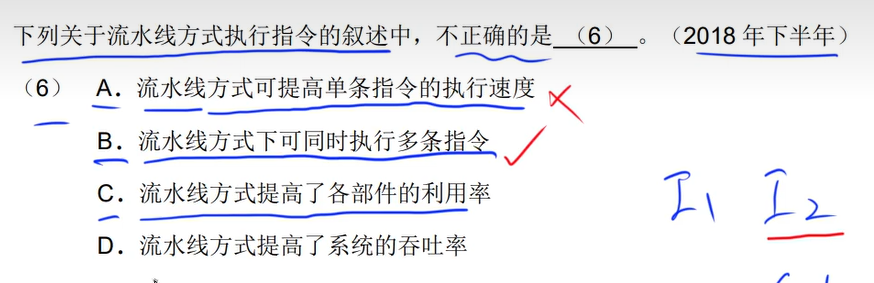 下列关于流水线方式执行指令的叙述中，不正确的是 （6） 。（2018 年下半年）
（6） A．流水线方式可提高单条指令的执行速度
B．流水线方式下可同时执行多条指令
C．流水线方式提高了各部件的利用率
I1 I2
D．流水线方式提高了系统的吞吐率